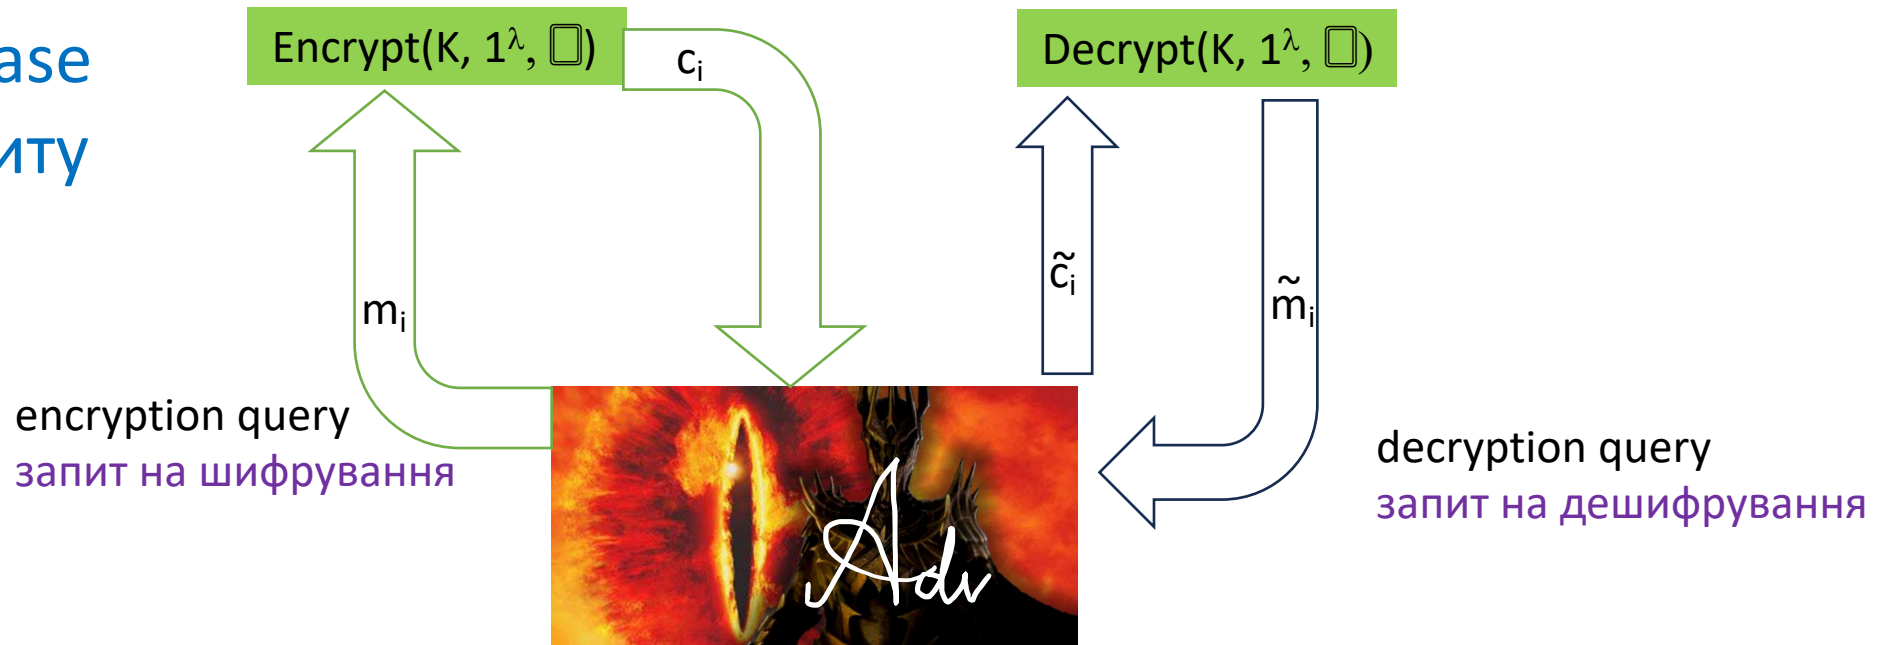 ase
иту
Encrypt(K, 1^λ, □)
c_i
Decrypt(K, 1^λ, □)
m_i
c̃_i
m̃_i
encryption query
запит на шифрування
decryption query
запит на дешифрування
Adv